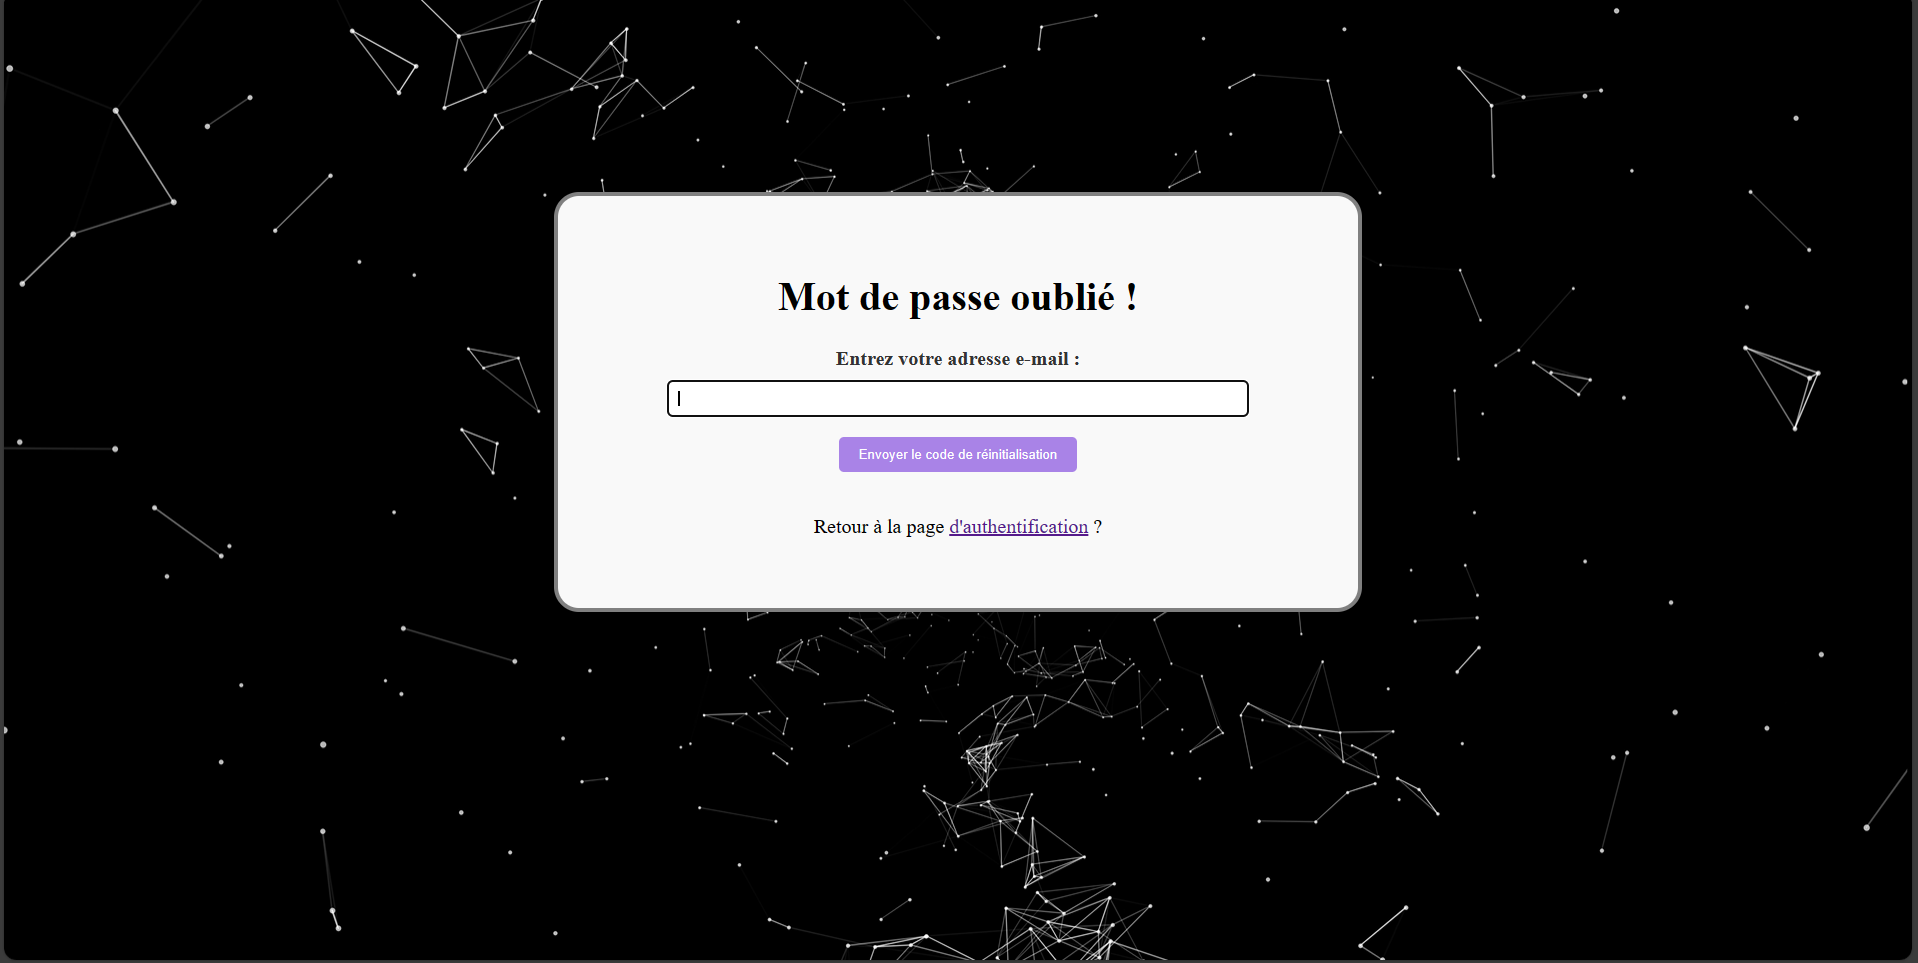 Mot de passe oublié !
Entrez votre adresse e-mail :
Envoyer le code de réinitialisation
Retour à la page d'authentification ?